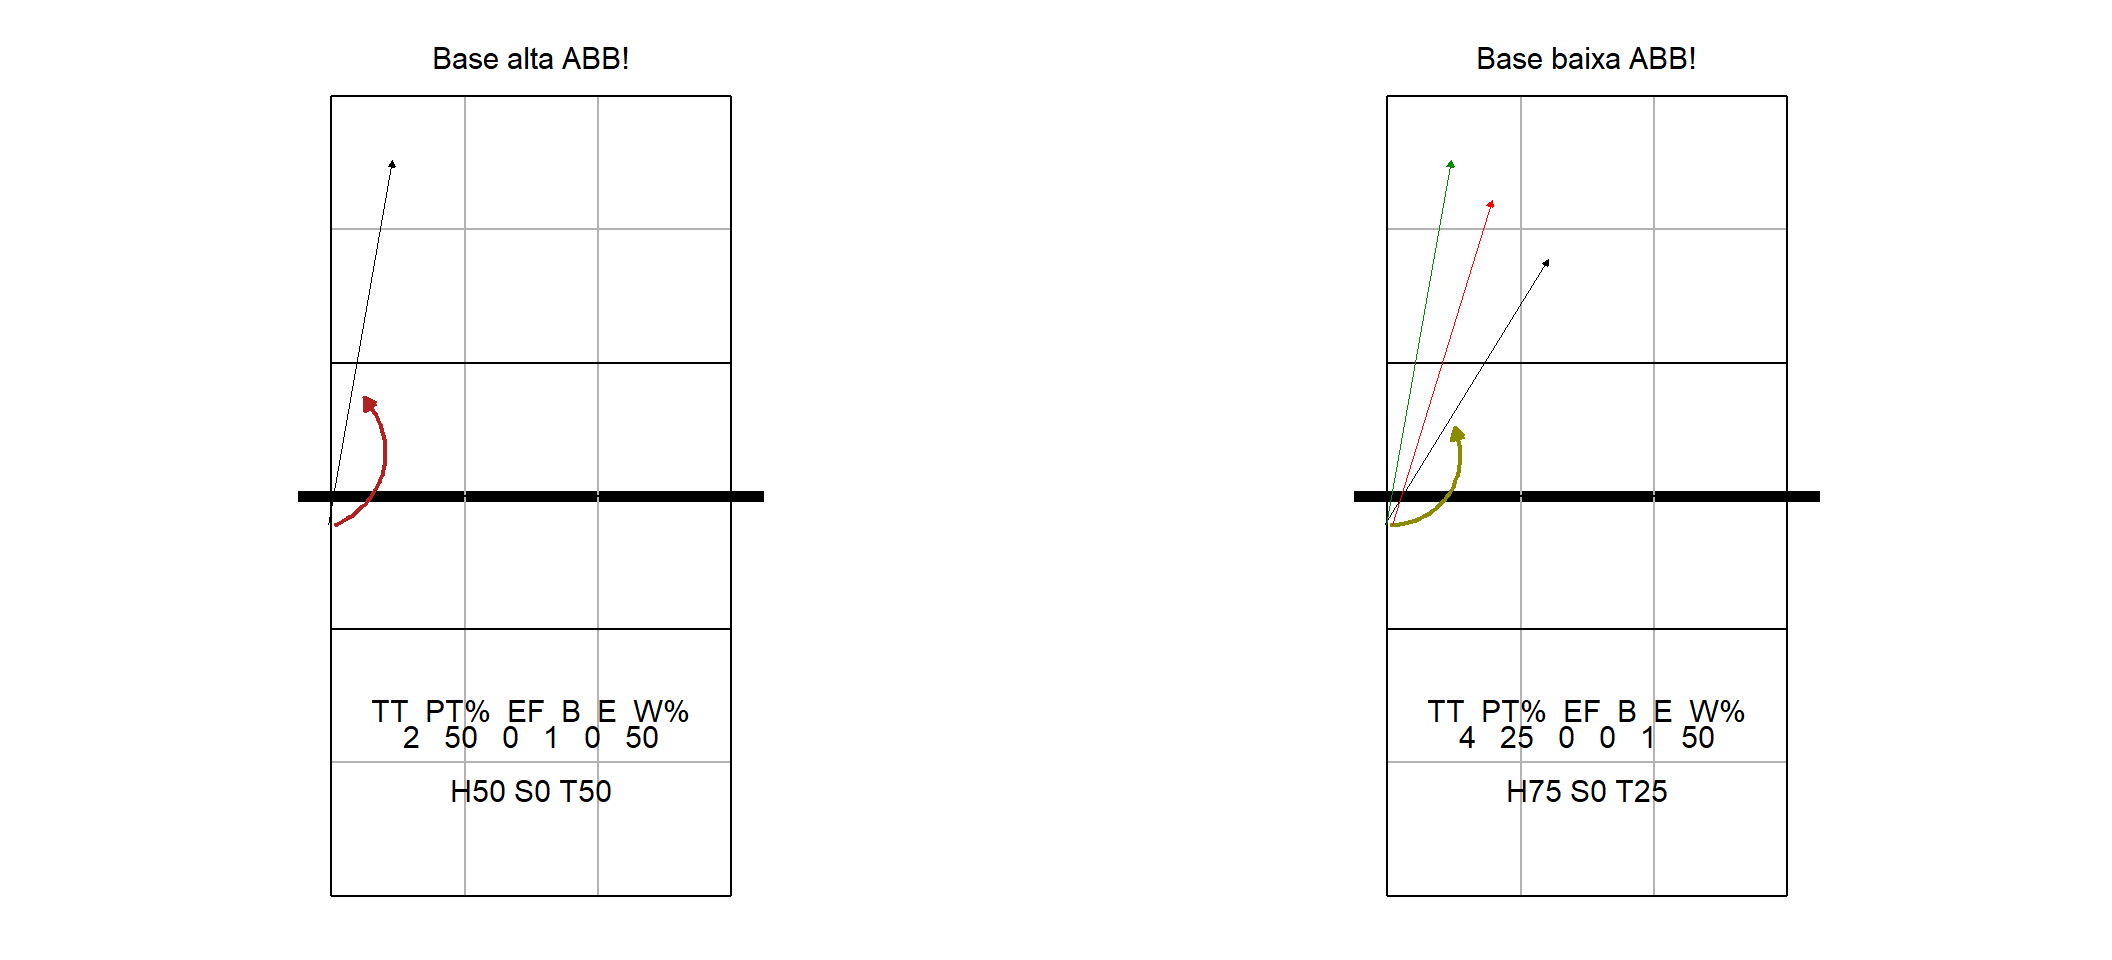 Base alta ABB!
TT PT% EF B E W%
2 50 0 1 0 50
H50 S0 T50
Base baixa ABB!
TT PT% EF B E W%
4 25 0 0 1 50
H75 S0 T25